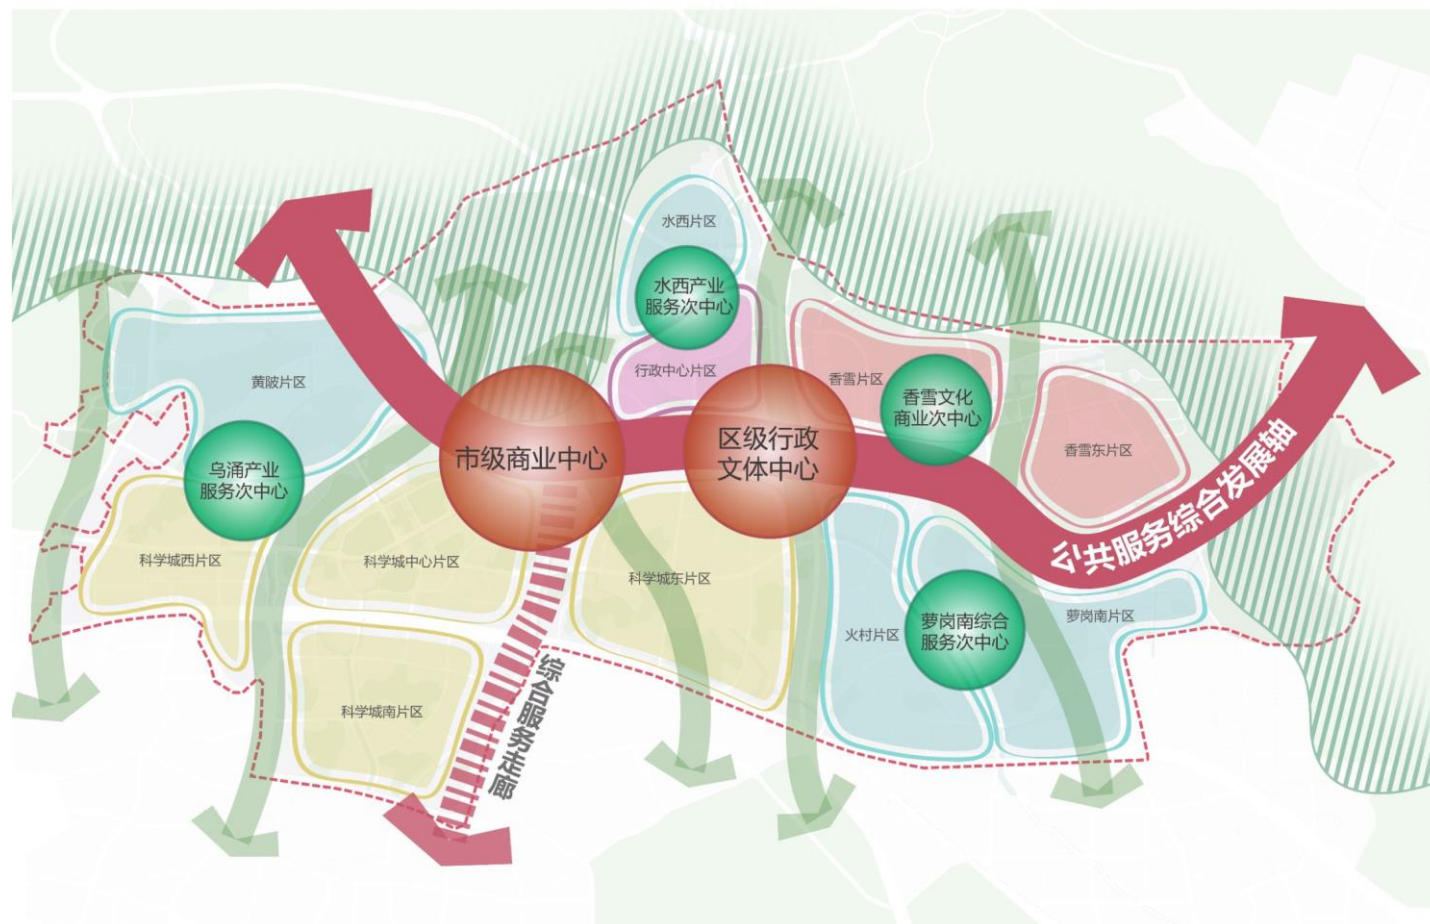 水西片区
水西产业
服务次中心
行政中心片区
黄陂片区
香雪片区
香雪文化
商业次中心
市级商业中心
区级行政
文体中心
香雪东片区
乌涌产业
服务次中心
公共服务综合发展轴
科学城西片区
科学城中心片区
科学城东片区
萝岗南综合
服务次中心
火村片区
萝岗南片区
科学城南片区
综合服务走廊